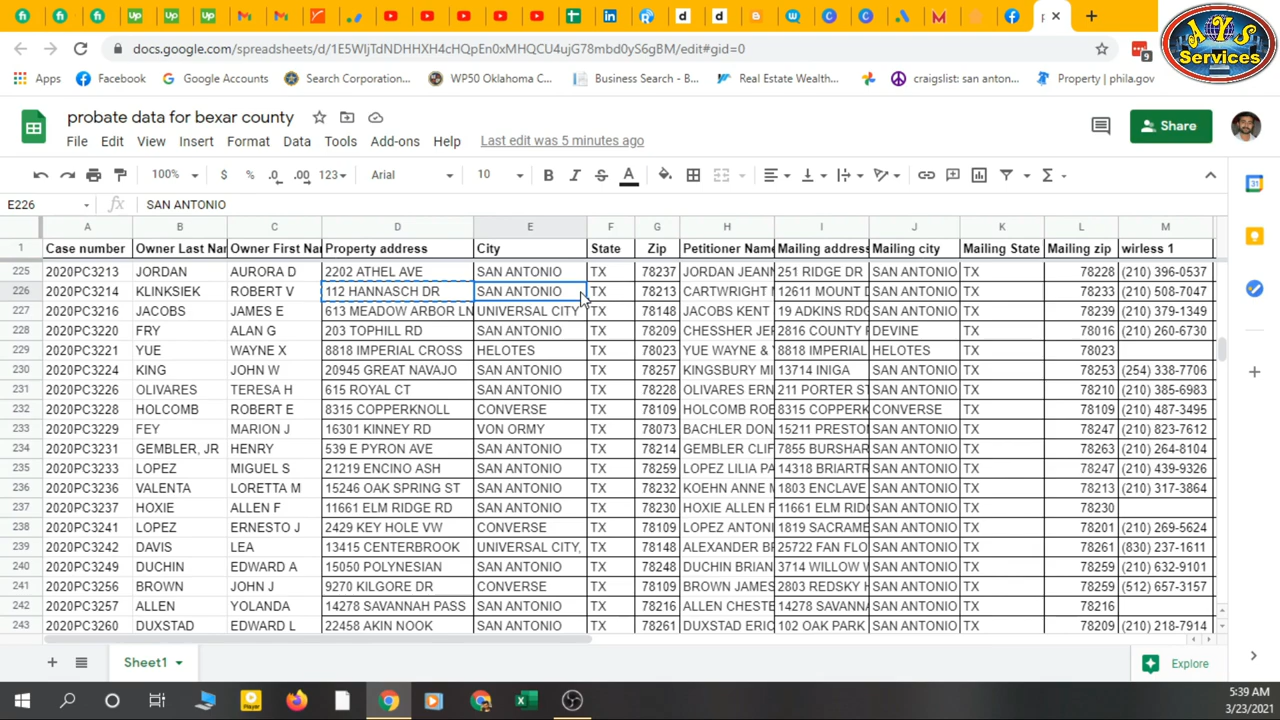 docs.google.com/spreadsheets/d/1E5WljTdNDHHXH4cHQpEn0xMHQCU4ujG78mbd0yS6gBM/edit#gid=0
AYS
Services
Apps Facebook Google Accounts Search Corporation... WP50 Oklahoma C... Business Search - B... Real Estate Wealth... craigslist: san anton... Property | phila.gov
probate data for bexar county
Share
File Edit View Insert Format Data Tools Add-ons Help Last edit was 5 minutes ago
100% $ % .0 .00 123 Arial 10 B I S A
E226 fx SAN ANTONIO
A B C D E F G H I J K L M
1 Case number Owner Last Nar Owner First Nar Property address City State Zip Petitioner Name Mailing address Mailing city Mailing State Mailing zip wirless 1
225 2020PC3213 JORDAN AURORA D 2202 ATHEL AVE SAN ANTONIO TX 78237 JORDAN JEANN 251 RIDGE DR SAN ANTONIO TX 78228 (210) 396-0537
226 2020PC3214 KLINKSIEK ROBERT V 112 HANNASCH DR SAN ANTONIO TX 78213 CARTWRIGHT 12611 MOUNT D SAN ANTONIO TX 78233 (210) 508-7047
227 2020PC3216 JACOBS JAMES E 613 MEADOW ARBOR LN UNIVERSAL CITY TX 78148 JACOBS KENT 19 ADKINS RDG SAN ANTONIO TX 78239 (210) 379-1349
228 2020PC3220 FRY ALAN G 203 TOPHILL RD SAN ANTONIO TX 78209 CHESSHER JEF 2816 COUNTY F DEVINE TX 78016 (210) 260-6730
229 2020PC3221 YUE WAYNE X 8818 IMPERIAL CROSS HELOTES TX 78023 YUE WAYNE & 8818 IMPERIAL HELOTES TX 78023
230 2020PC3224 KING JOHN W 20945 GREAT NAVAJO SAN ANTONIO TX 78257 KINGSBURY MI 13714 INIGA SAN ANTONIO TX 78253 (254) 338-7706
231 2020PC3226 OLIVARES TERESA H 615 ROYAL CT SAN ANTONIO TX 78228 OLIVARES ERN 211 PORTER ST SAN ANTONIO TX 78210 (210) 385-6983
232 2020PC3228 HOLCOMB ROBERT E 8315 COPPERKNOLL CONVERSE TX 78109 HOLCOMB ROE 8315 COPPERK CONVERSE TX 78109 (210) 487-3495
233 2020PC3229 FEY MARION J 16301 KINNEY RD VON ORMY TX 78073 BACHLER DON 15211 PRESTON SAN ANTONIO TX 78247 (210) 823-7612
234 2020PC3231 GEMBLER, JR HENRY 539 E PYRON AVE SAN ANTONIO TX 78214 GEMBLER CLIF 7855 BURSHAR SAN ANTONIO TX 78263 (210) 264-8104
235 2020PC3233 LOPEZ MIGUEL S 21219 ENCINO ASH SAN ANTONIO TX 78259 LOPEZ LILIA PA 14318 BRIARTR SAN ANTONIO TX 78247 (210) 439-9326
236 2020PC3234 VALENTA LORETTA M 15246 OAK SPRING ST SAN ANTONIO TX 78232 KOEHN ANNE M 1803 ENCLAVE SAN ANTONIO TX 78213 (210) 317-3864
237 2020PC3237 HOXIE ALLEN F 11661 ELM RIDGE RD SAN ANTONIO TX 78230 HOXIE ALLEN F 11661 ELM RIDG SAN ANTONIO TX 78230
238 2020PC3241 LOPEZ ERNESTO J 2429 KEY HOLE VW CONVERSE TX 78109 LOPEZ ANTONI 1819 SACRAME SAN ANTONIO TX 78201 (210) 269-5624
239 2020PC3242 DAVIS LEA 13415 CENTERBROOK UNIVERSAL CITY, TX 78148 ALEXANDER BF 25722 FAN FLO SAN ANTONIO TX 78261 (830) 237-1611
240 2020PC3249 DUCHIN EDWARD A 15050 POLYNESIAN SAN ANTONIO TX 78248 DUCHIN BRIAN 3714 WILLOW V SAN ANTONIO TX 78259 (210) 632-9101
241 2020PC3256 BROWN JOHN J 9270 KILGORE DR CONVERSE TX 78109 BROWN JAMES 2803 REDSKY H SAN ANTONIO TX 78259 (512) 657-3157
242 2020PC3257 ALLEN YOLANDA 14278 SAVANNAH PASS SAN ANTONIO TX 78216 ALLEN CHESTE 14278 SAVANNA SAN ANTONIO TX 78216
243 2020PC3260 DUXSTAD EDWARD L 22458 AKIN NOOK SAN ANTONIO TX 78261 DUXSTAD ERIC 102 OAK PARK SAN ANTONIO TX 78209 (210) 218-7914
Sheet1 Explore
5:39 AM
3/23/2021